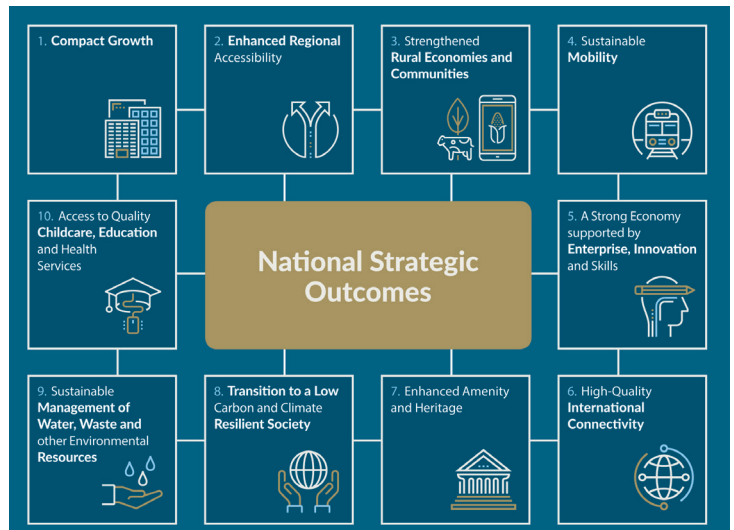 1. Compact Growth
2. Enhanced Regional
Accessibility
3. Strengthened
Rural Economies and
Communities
4. Sustainable
Mobility
10. Access to Quality
Childcare, Education
and Health
Services
National Strategic
Outcomes
5. A Strong Economy
supported by
Enterprise, Innovation
and Skills
9. Sustainable
Management of
Water, Waste and
other Environmental
Resources
8. Transition to a Low
Carbon and Climate
Resilient Society
7. Enhanced Amenity
and Heritage
6. High-Quality
International
Connectivity